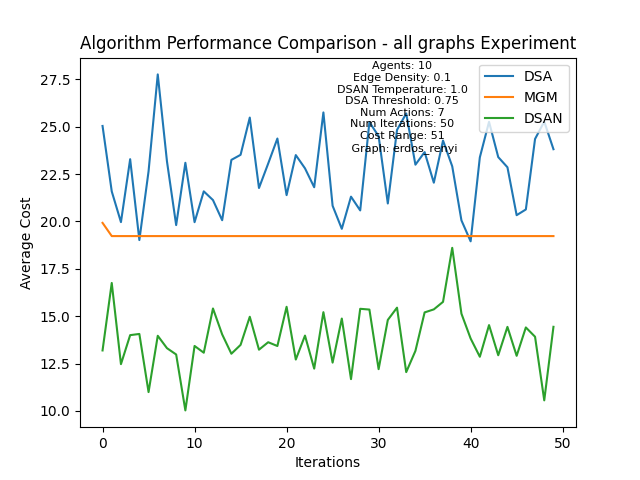 Algorithm Performance Comparison - all graphs Experiment
Agents: 10
Edge Density: 0.1
DSAN Temperature: 1.0
DSA Threshold: 0.75
Num Actions: 7
Num Iterations: 50
Cost Range: 51
Graph: erdos_renyi
DSA
MGM
DSAN
27.5
25.0
22.5
20.0
17.5
15.0
12.5
10.0
Average Cost
0
10
20
30
40
50
Iterations